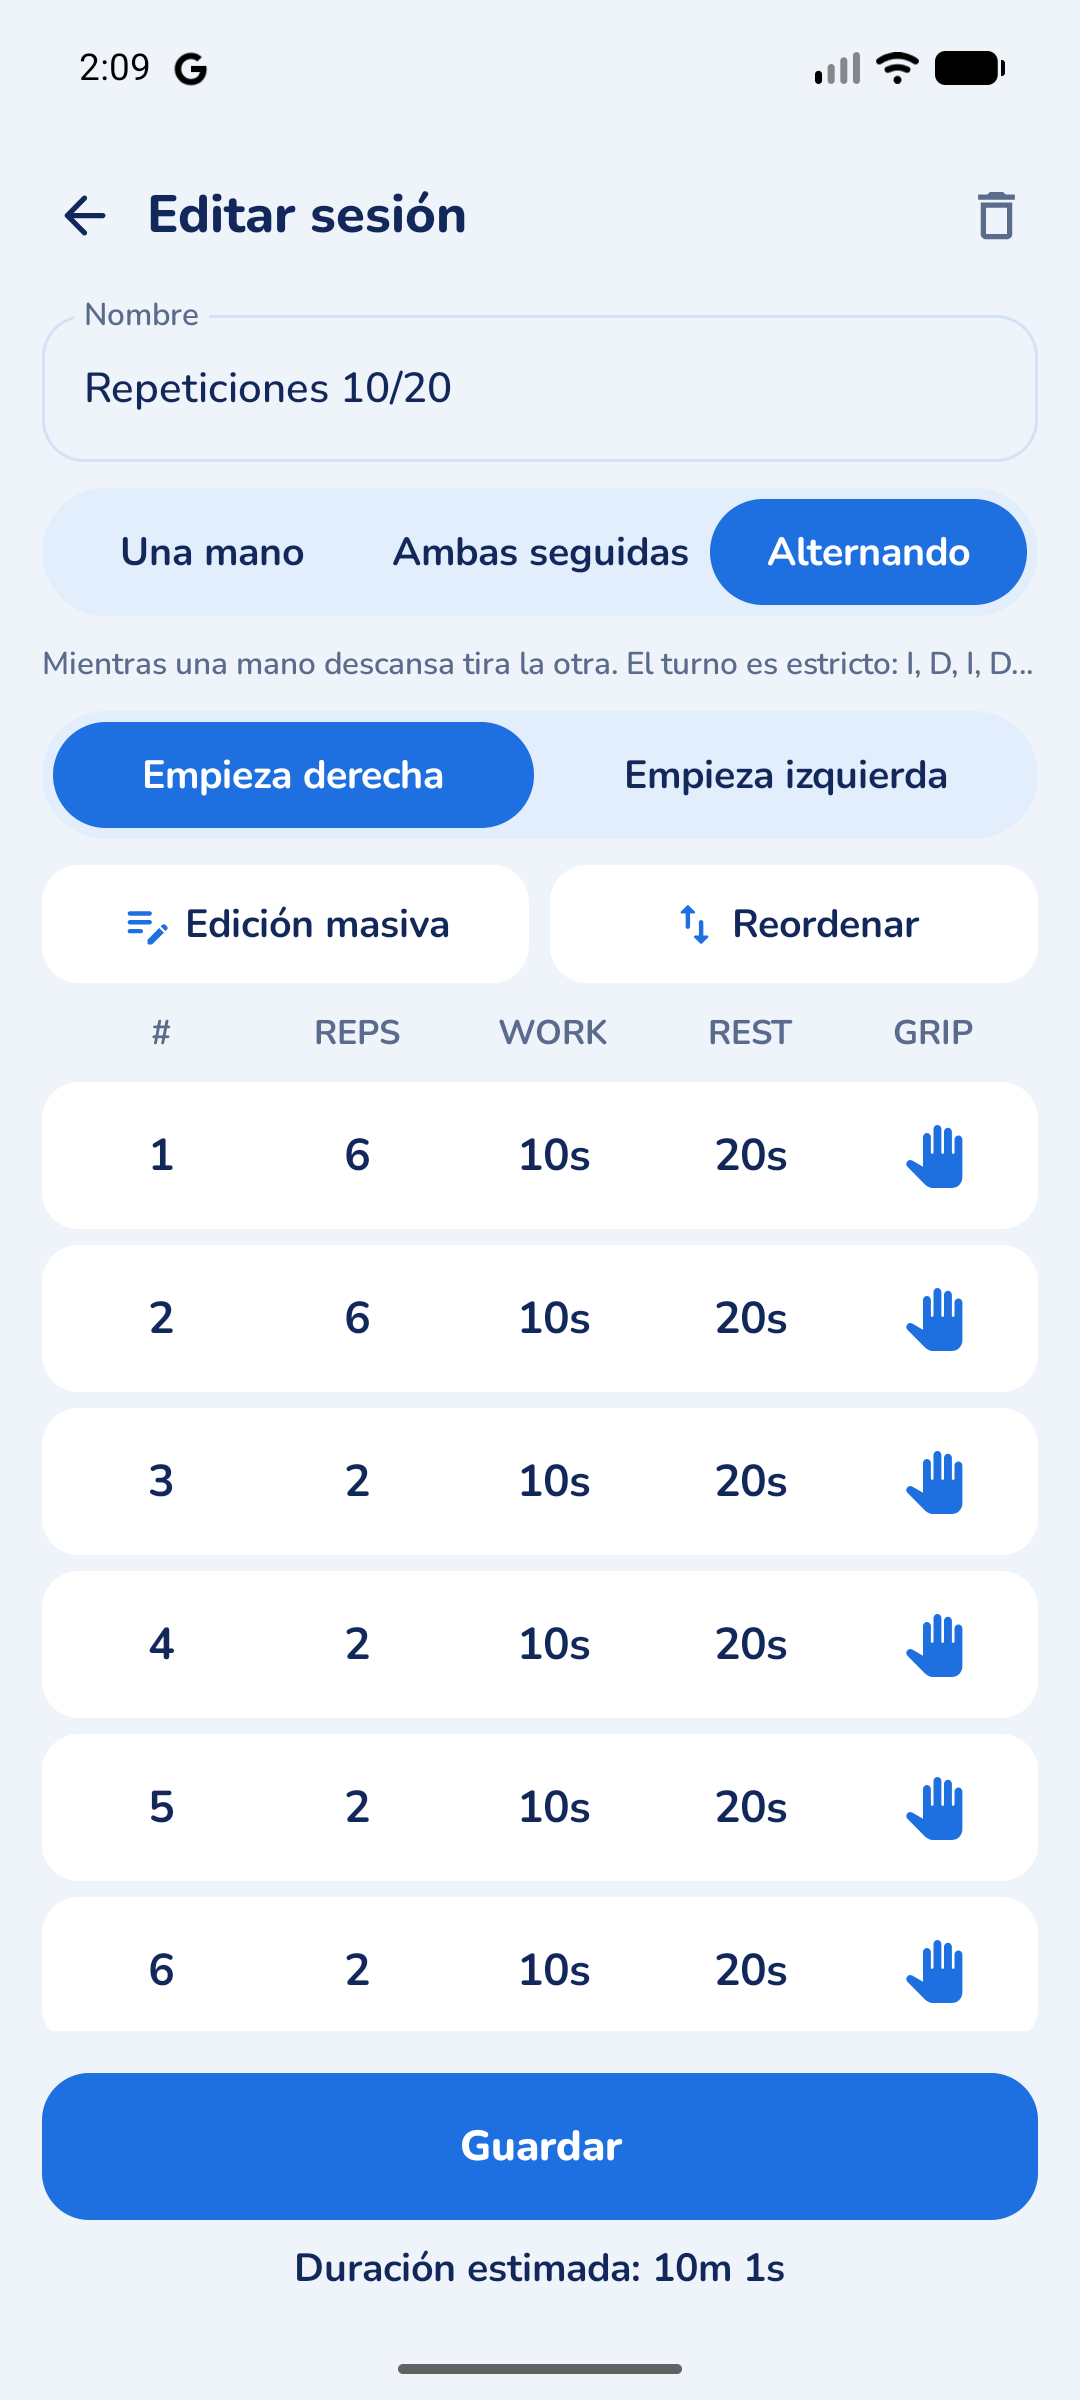 2:09 G
Editar sesión
Nombre
Repeticiones 10/20
Una mano Ambas seguidas Alternando
Mientras una mano descansa tira la otra. El turno es estricto: I, D, I, D...
Empieza derecha Empieza izquierda
Edición masiva Reordenar
# REPS WORK REST GRIP
1 6 10s 20s
2 6 10s 20s
3 2 10s 20s
4 2 10s 20s
5 2 10s 20s
6 2 10s 20s
Guardar
Duración estimada: 10m 1s